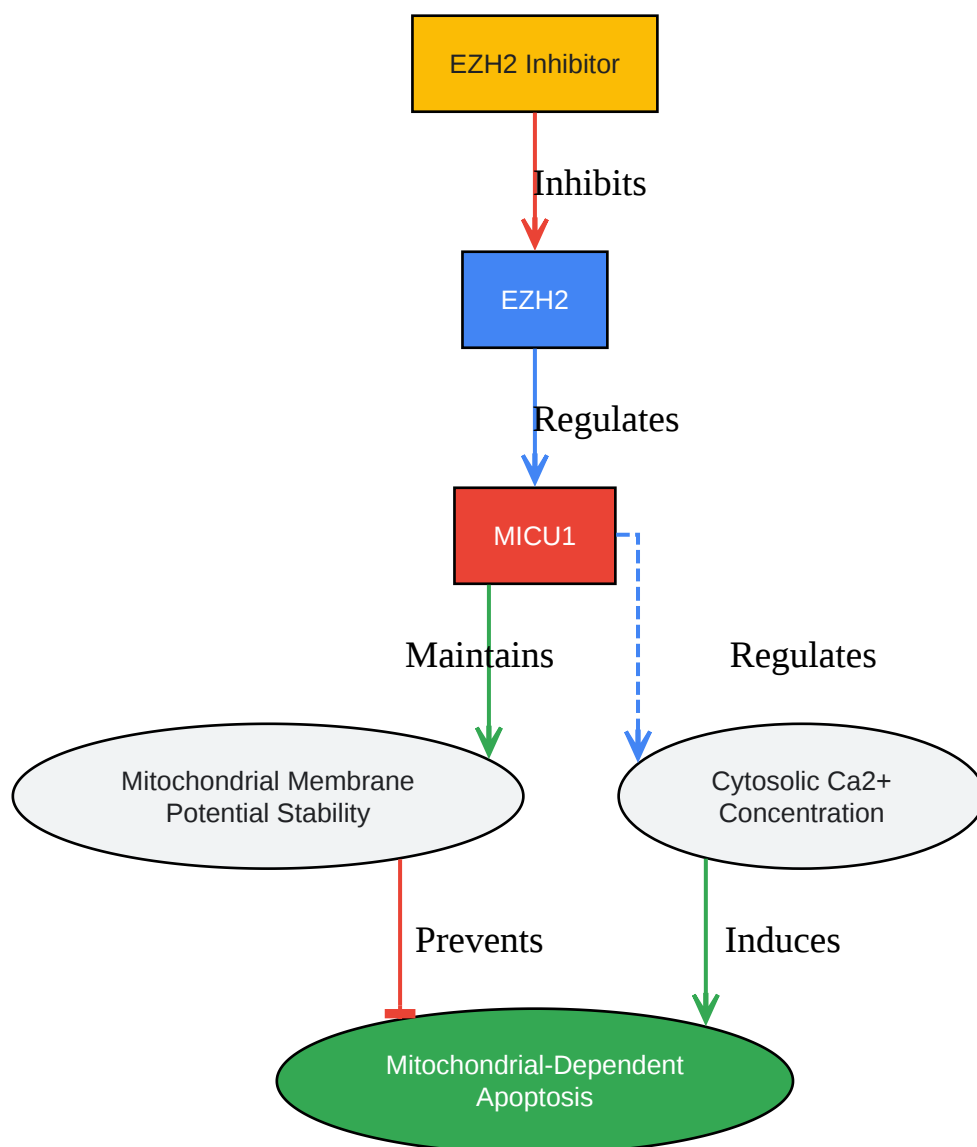 EZH2 Inhibitor
Inhibits
EZH2
Regulates
MICU1
Maintains
Regulates
Mitochondrial Membrane
Potential Stability
Cytosolic Ca2+
Concentration
Prevents
Induces
Mitochondrial-Dependent
Apoptosis